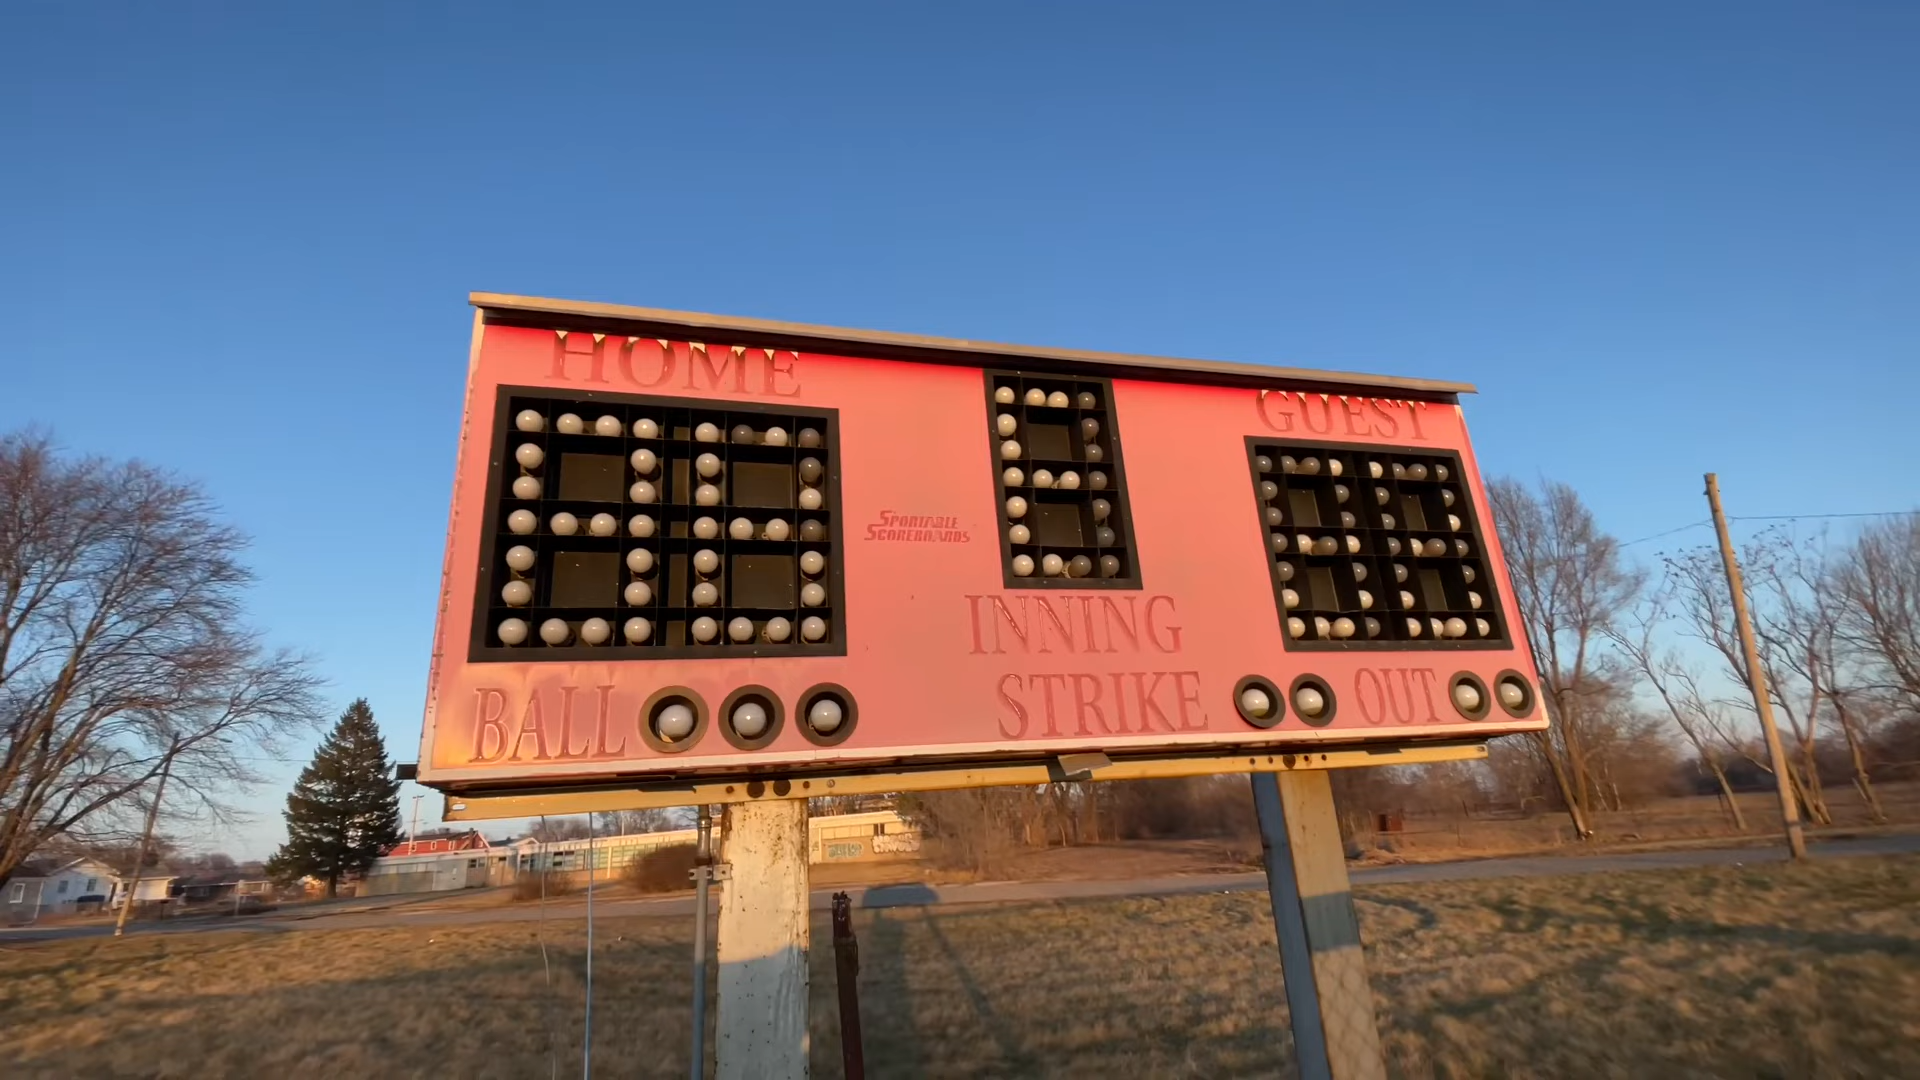 HOME
GUEST
SPORTABLE
SCOREBOARDS
INNING
BALL
STRIKE
OUT